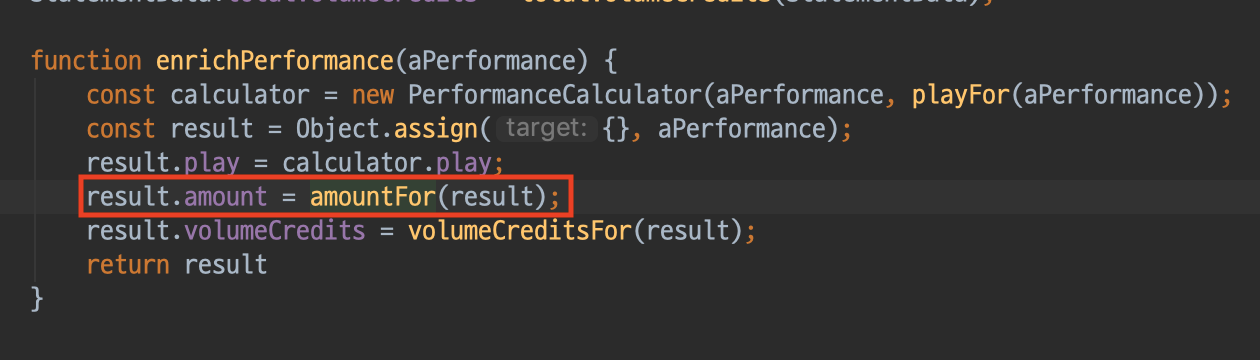 function enrichPerformance(aPerformance) {
    const calculator = new PerformanceCalculator(aPerformance, playFor(aPerformance));
    const result = Object.assign( target: {}, aPerformance);
    result.play = calculator.play;
    result.amount = amountFor(result);
    result.volumeCredits = volumeCreditsFor(result);
    return result
}